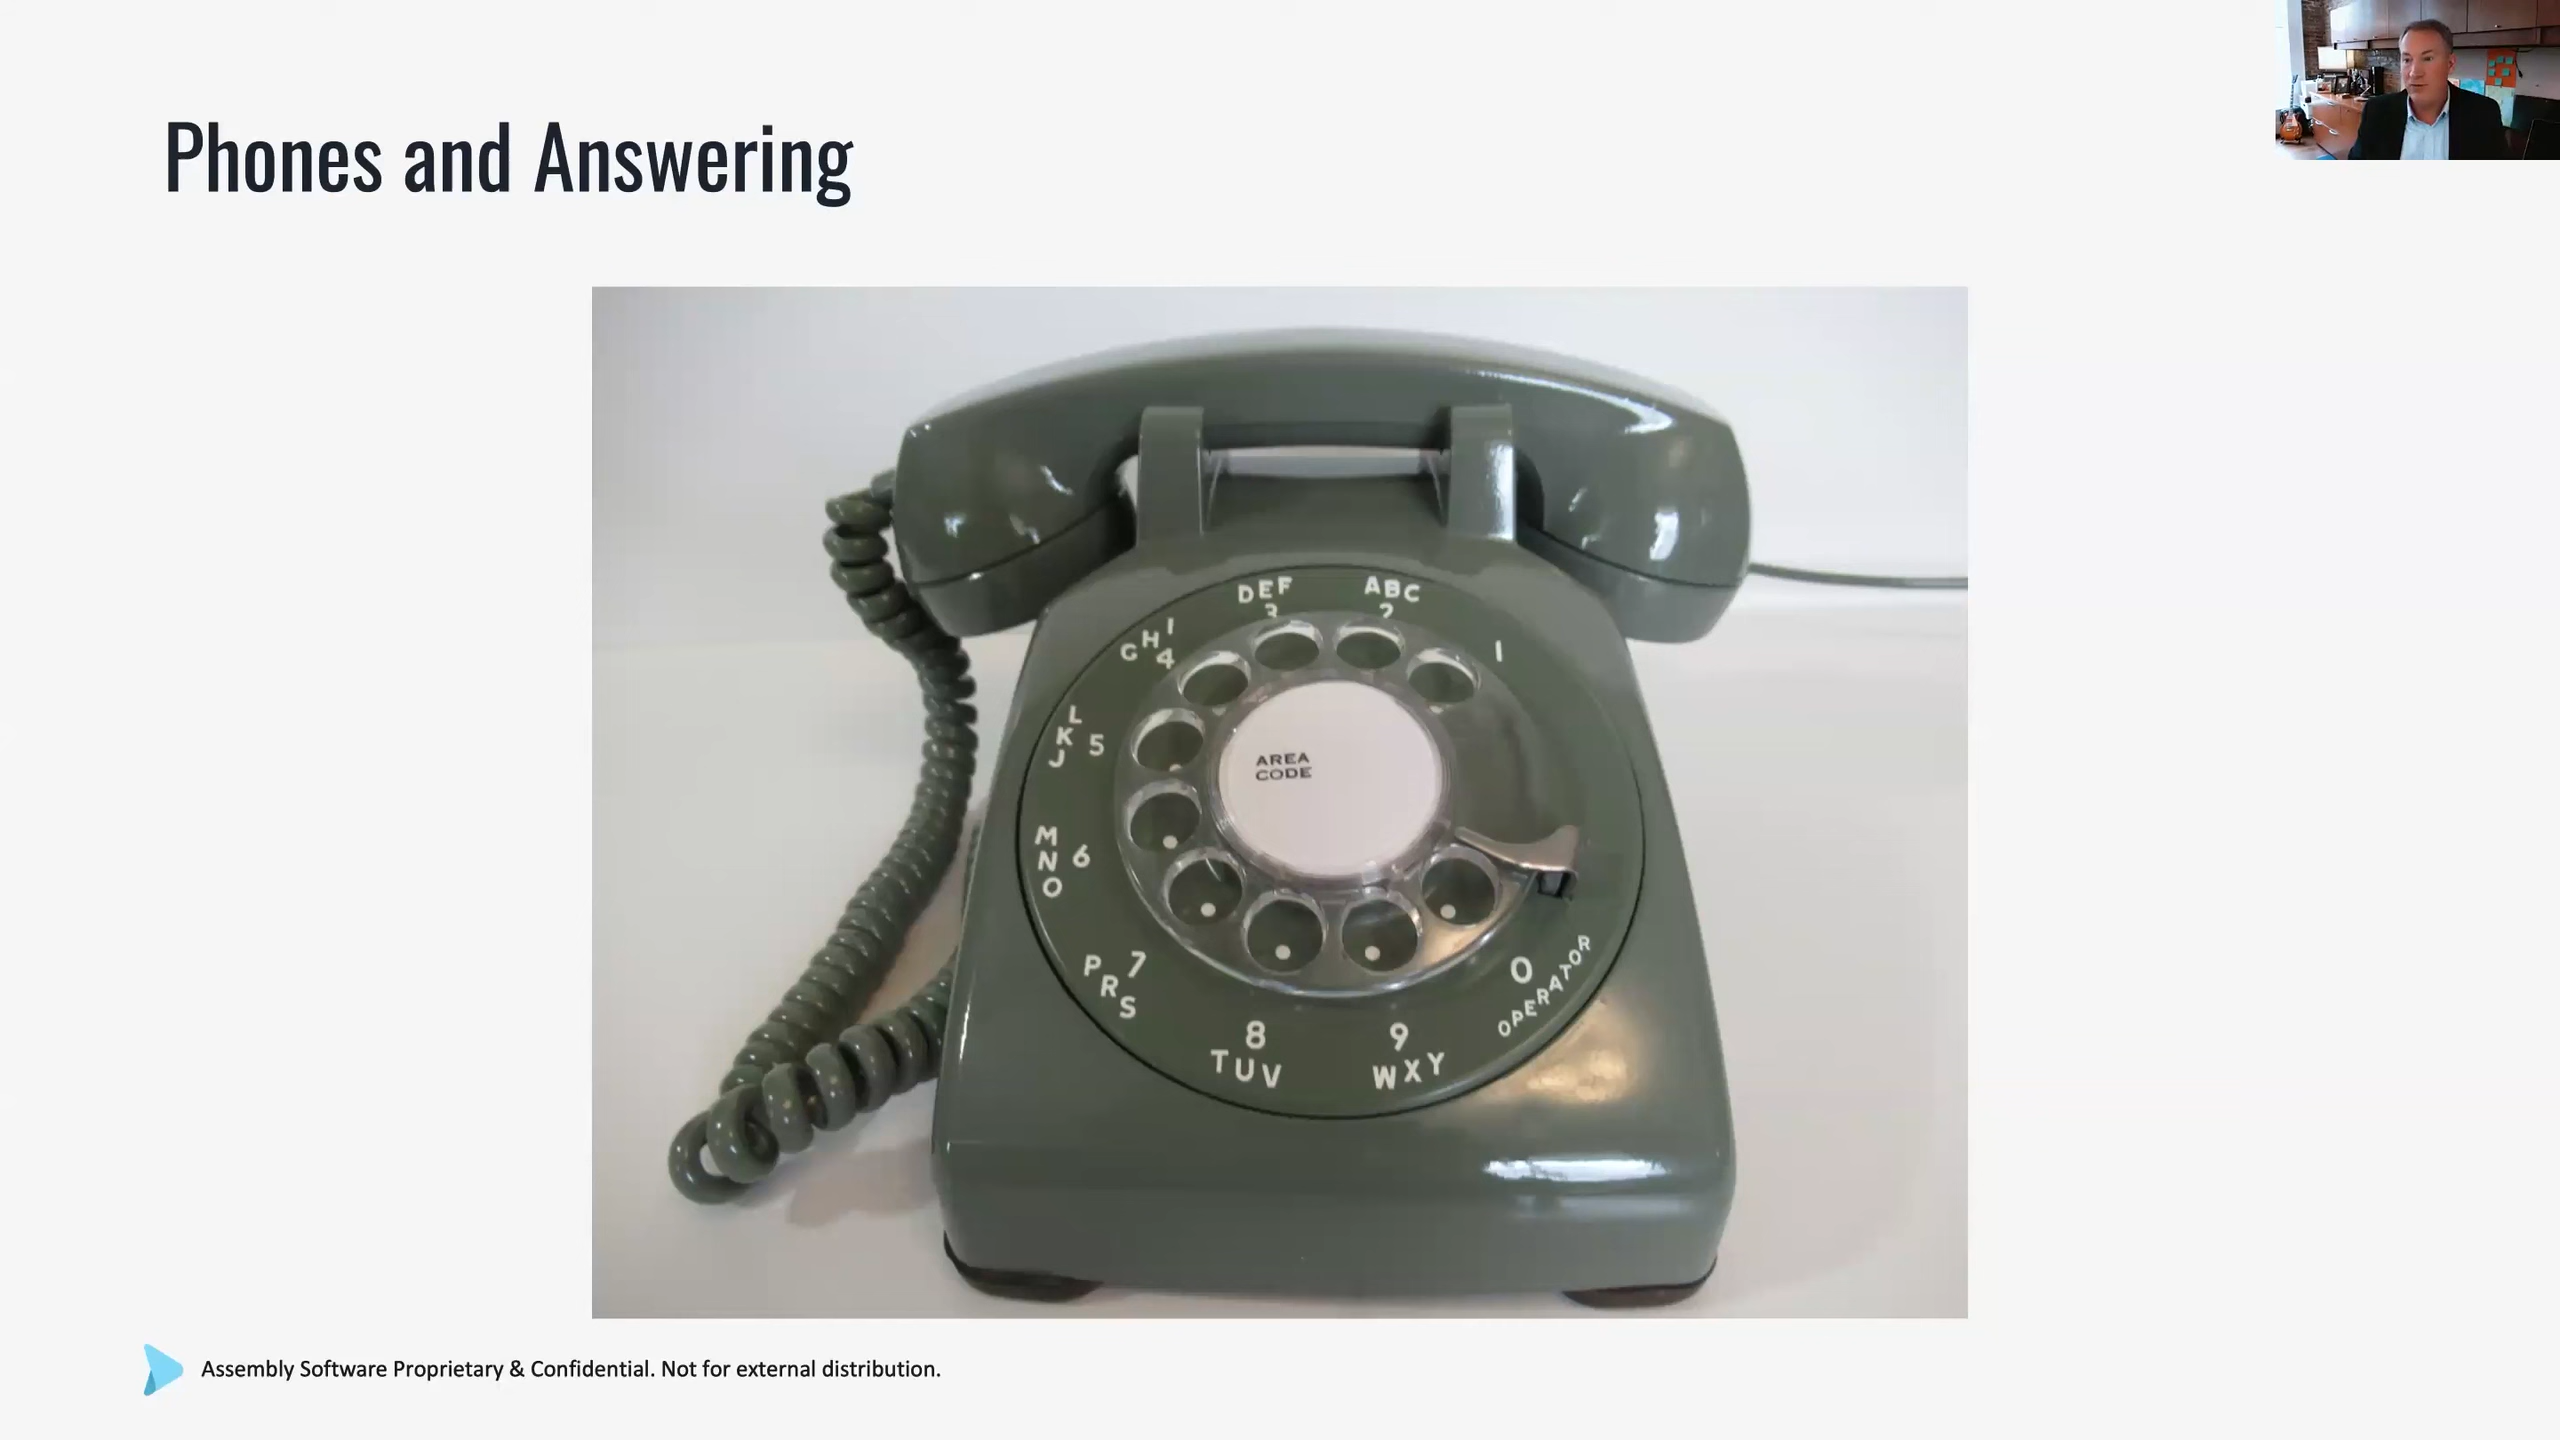 Phones and Answering
DEF
3
ABC
2
1
GHI
4
JKL
5
AREA
CODE
MNO
6
PRS
7
8
TUV
9
WXY
0
OPERATOR
Assembly Software Proprietary & Confidential. Not for external distribution.